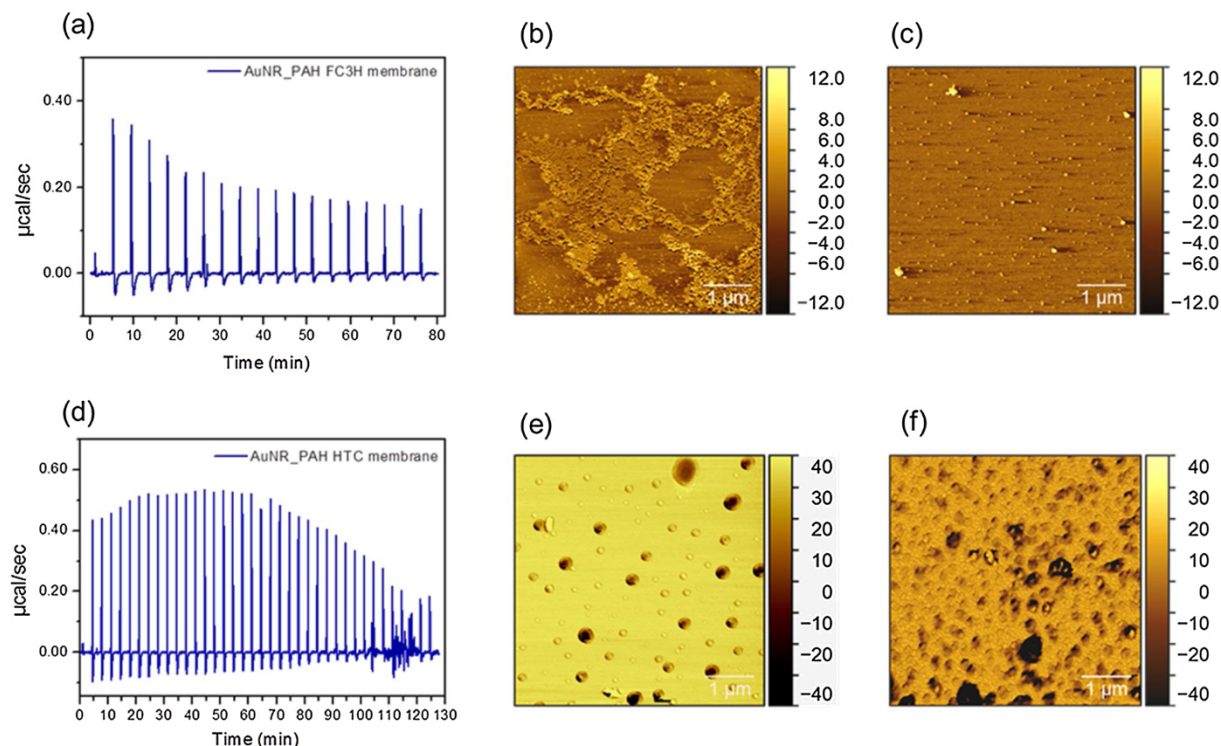 (a)
AuNR_PAH FC3H membrane
0.40
0.20
0.00
µcal/sec
0 10 20 30 40 50 60 70 80
Time (min)
(b)
12.0
8.0
6.0
4.0
2.0
0.0
−2.0
−4.0
−6.0
−12.0
1 µm
(c)
12.0
8.0
6.0
4.0
2.0
0.0
−2.0
−4.0
−6.0
−12.0
1 µm
(d)
AuNR_PAH HTC membrane
0.60
0.40
0.20
0.00
µcal/sec
0 10 20 30 40 50 60 70 80 90 100 110 120 130
Time (min)
(e)
40
30
20
10
0
−10
−20
−40
1 µm
(f)
40
30
20
10
0
−10
−20
−40
1 µm